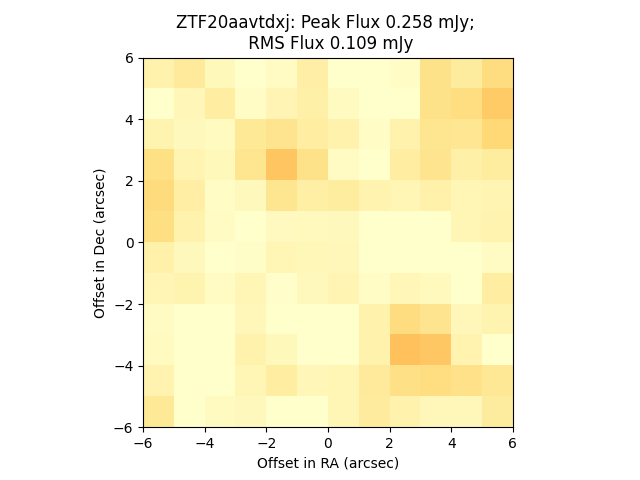 ZTF20aavtdxj: Peak Flux 0.258 mJy;
RMS Flux 0.109 mJy
6
4
2
0
−2
−4
−6
Offset in Dec (arcsec)
−6 −4 −2 0 2 4 6
Offset in RA (arcsec)